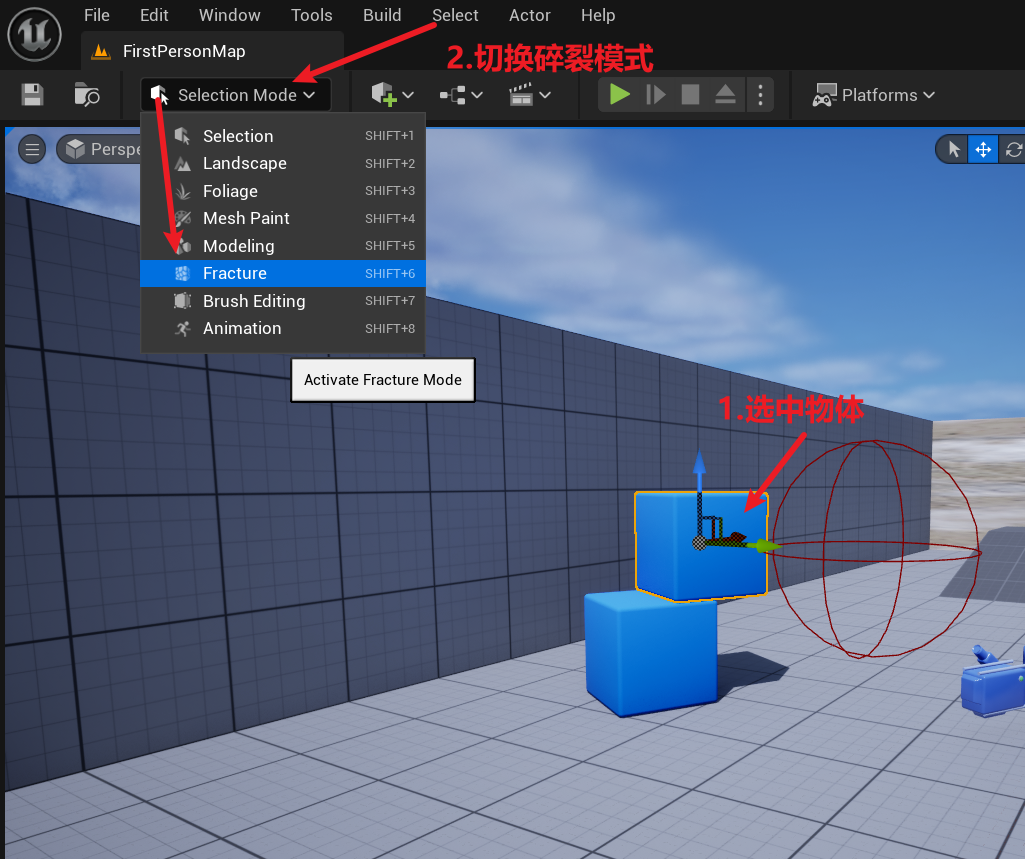 File Edit Window Tools Build Select Actor Help
FirstPersonMap
2.切换碎裂模式
Selection Mode
Platforms
Perspe
Selection SHIFT+1
Landscape SHIFT+2
Foliage SHIFT+3
Mesh Paint SHIFT+4
Modeling SHIFT+5
Fracture SHIFT+6
Brush Editing SHIFT+7
Animation SHIFT+8
Activate Fracture Mode
1.选中物体